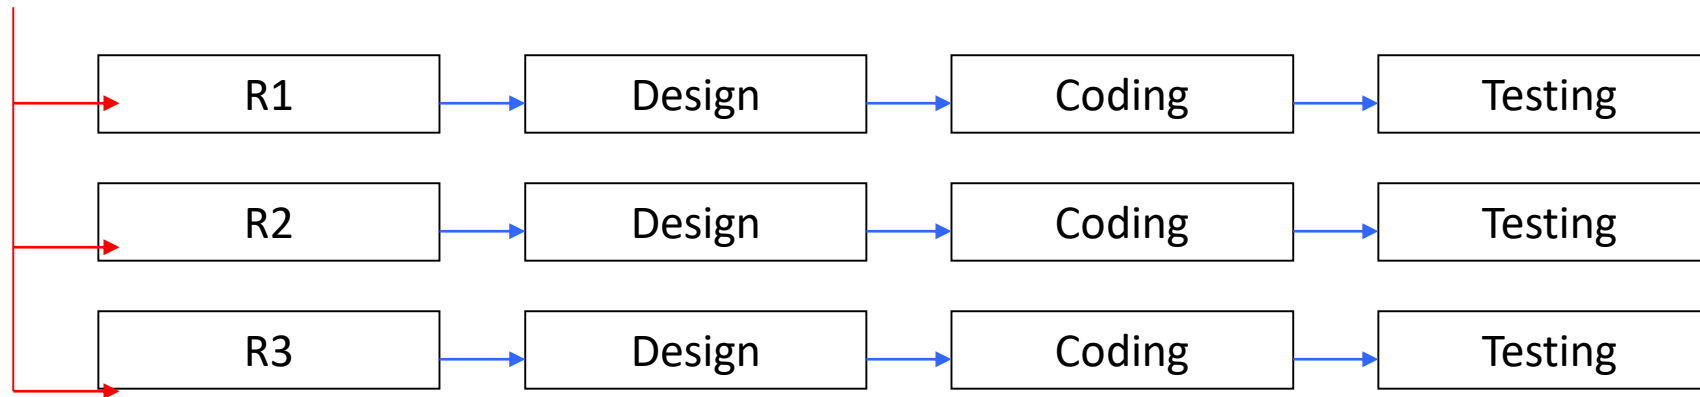 R1 Design Coding Testing
R2 Design Coding Testing
R3 Design Coding Testing